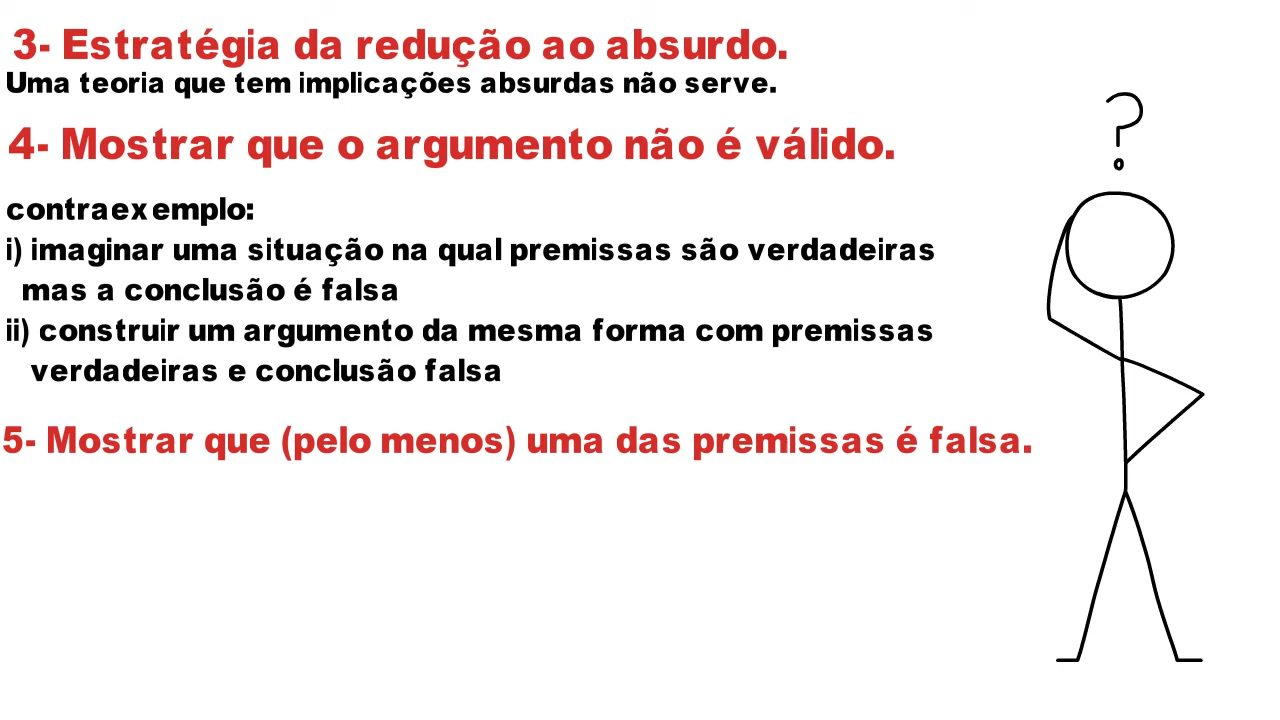 3- Estratégia da redução ao absurdo.
Uma teoria que tem implicações absurdas não serve.
4- Mostrar que o argumento não é válido.
contraexemplo:
i) imaginar uma situação na qual premissas são verdadeiras
mas a conclusão é falsa
ii) construir um argumento da mesma forma com premissas
verdadeiras e conclusão falsa
5- Mostrar que (pelo menos) uma das premissas é falsa.
?